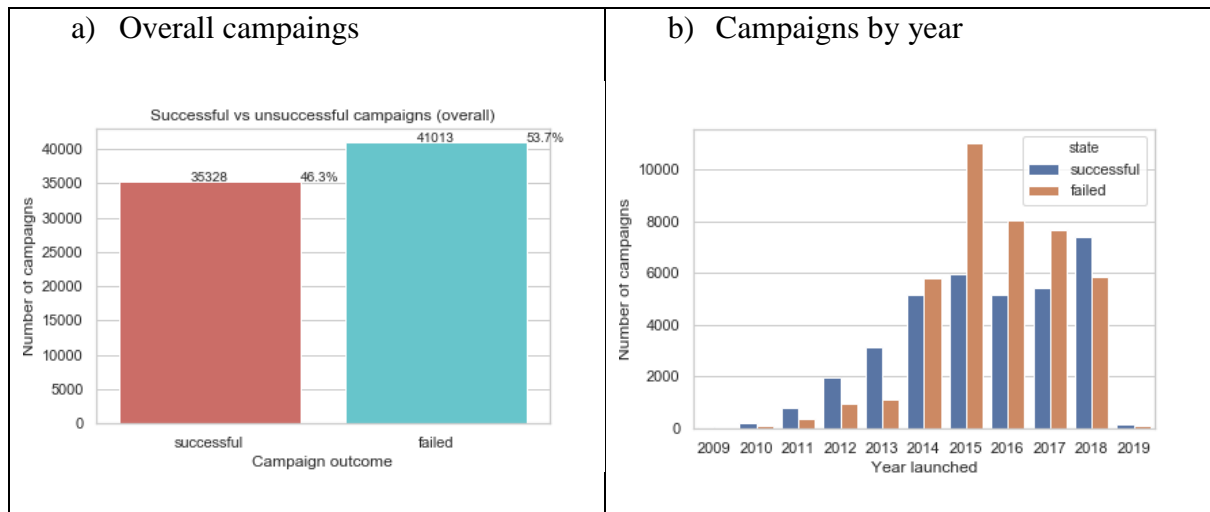 a) Overall campaings
Successful vs unsuccessful campaigns (overall)
41013
53.7%
40000
35328
46.3%
35000
30000
25000
20000
15000
10000
5000
0
Number of campaigns
successful
failed
Campaign outcome
b) Campaigns by year
state
successful
failed
10000
8000
6000
4000
2000
0
Number of campaigns
2009 2010 2011 2012 2013 2014 2015 2016 2017 2018 2019
Year launched